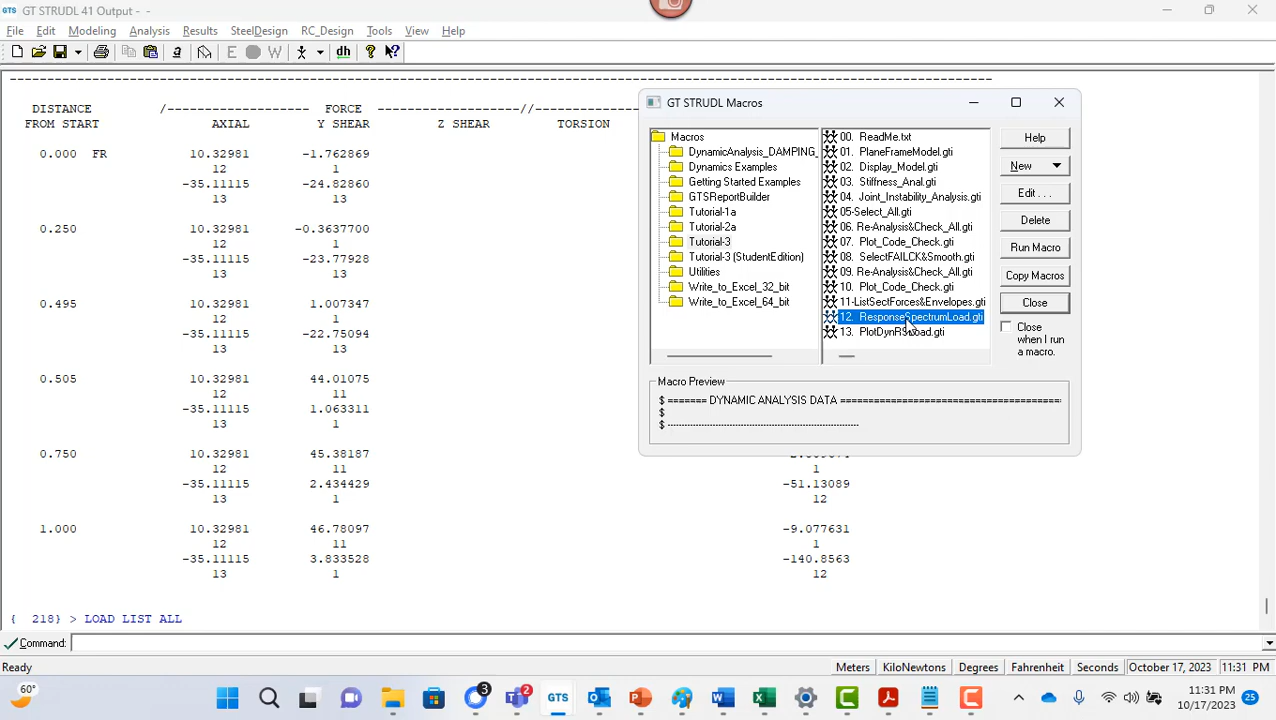 GTS GT STRUDL 41 Output - -
File Edit Modeling Analysis Results SteelDesign RC_Design Tools View Help
a E W dh ? ?
DISTANCE /------------------ FORCE -------------------//
FROM START AXIAL Y SHEAR Z SHEAR TORSION
0.000 FR 10.32981 -1.762869
12 1
-35.11115 -24.82860
13 13
0.250 10.32981 -0.3637700
12 1
-35.11115 -23.77928
13 13
0.495 10.32981 1.007347
12 1
-35.11115 -22.75094
13 13
0.505 10.32981 44.01075
12 11
-35.11115 1.063311
13 1
0.750 10.32981 45.38187
12 11 1
-35.11115 2.434429 -51.13089
13 1 12
1.000 10.32981 46.78097 -9.077631
12 11 1
-35.11115 3.833528 -140.8563
13 1 12
{ 218} > LOAD LIST ALL
GT STRUDL Macros
Macros
DynamicAnalysis_DAMPING_
Dynamics Examples
Getting Started Examples
GTSReportBuilder
Tutorial-1a
Tutorial-2a
Tutorial-3
Tutorial-3 (StudentEdition)
Utilities
Write_to_Excel_32_bit
Write_to_Excel_64_bit
00. ReadMe.txt
01. PlaneFrameModel.gti
02. Display_Model.gti
03. Stiffness_Anal.gti
04. Joint_Instability_Analysis.gti
05-Select_All.gti
06. Re-Analysis&Check_All.gti
07. Plot_Code_Check.gti
08. SelectFAILCK&Smooth.gti
09. Re-Analysis&Check_All.gti
10. Plot_Code_Check.gti
11-ListSectForces&Envelopes.gti
12. ResponseSpectrumLoad.gti
13. PlotDynRSLoad.gti
Help
New
Edit . . .
Delete
Run Macro
Copy Macros
Close
Close
when I run
a macro.
Macro Preview
$ ======= DYNAMIC ANALYSIS DATA =======================================
$
$ ------------------------------------------------------------
Command:
Ready Meters KiloNewtons Degrees Fahrenheit Seconds October 17, 2023 11:31 PM
60° 3 2 GTS 11:31 PM
10/17/2023 25